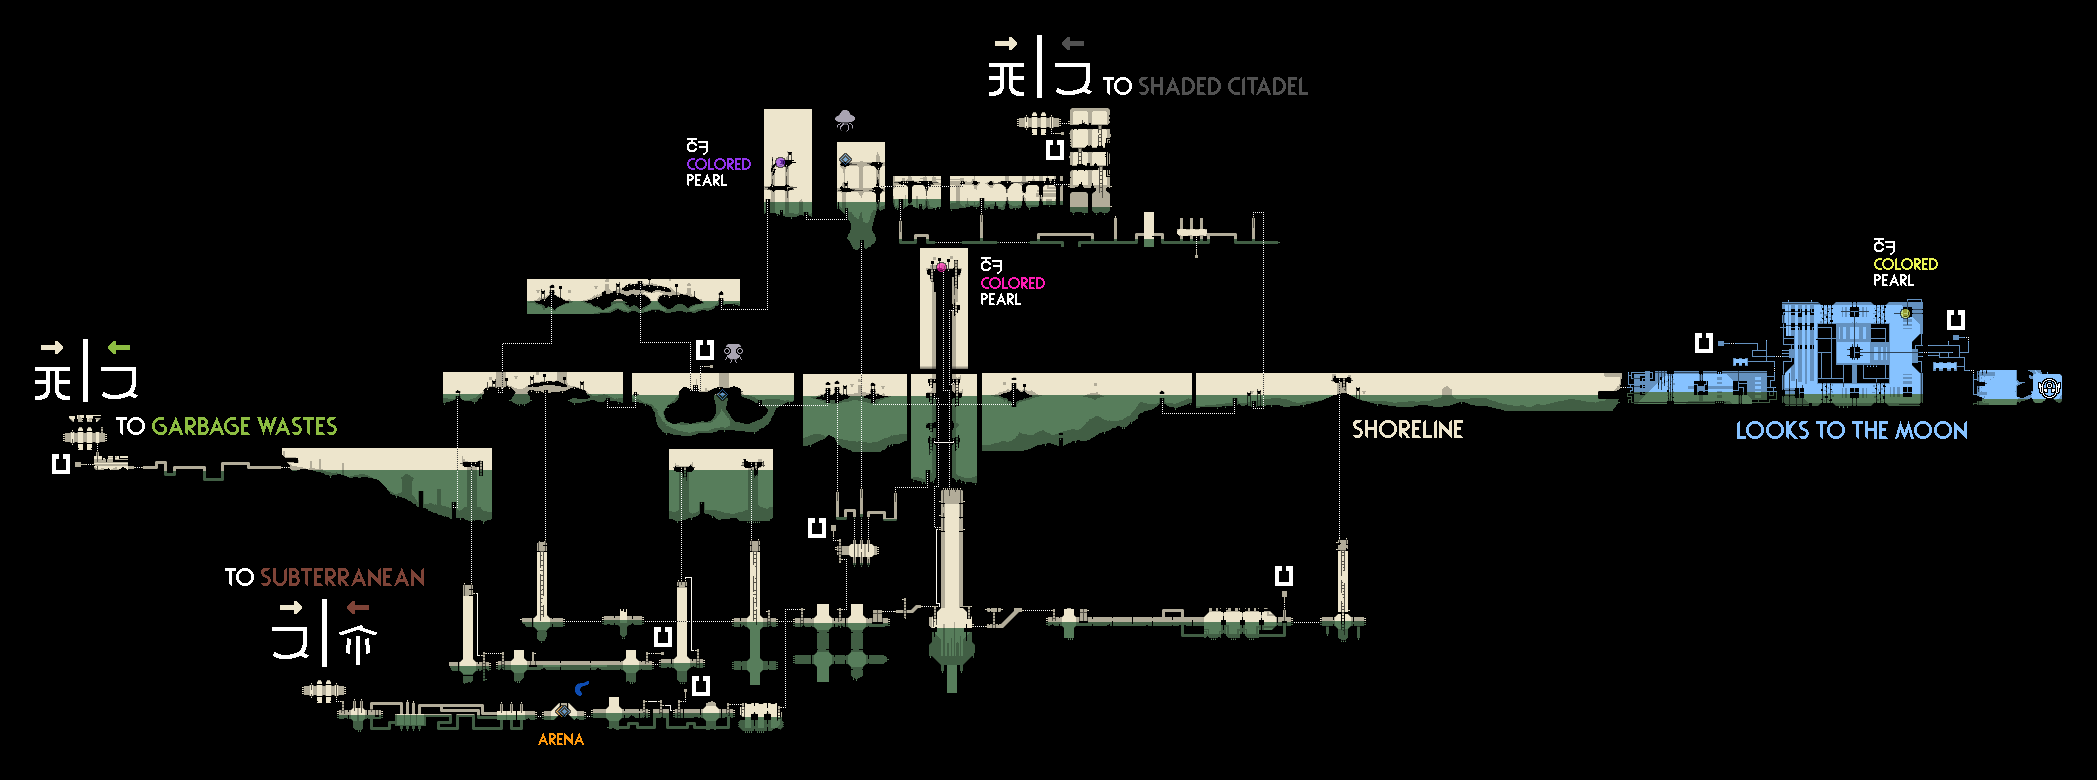 TO SHADED CITADEL
COLORED
PEARL
COLORED
PEARL
COLORED
PEARL
TO GARBAGE WASTES
SHORELINE
LOOKS TO THE MOON
TO SUBTERRANEAN
ARENA